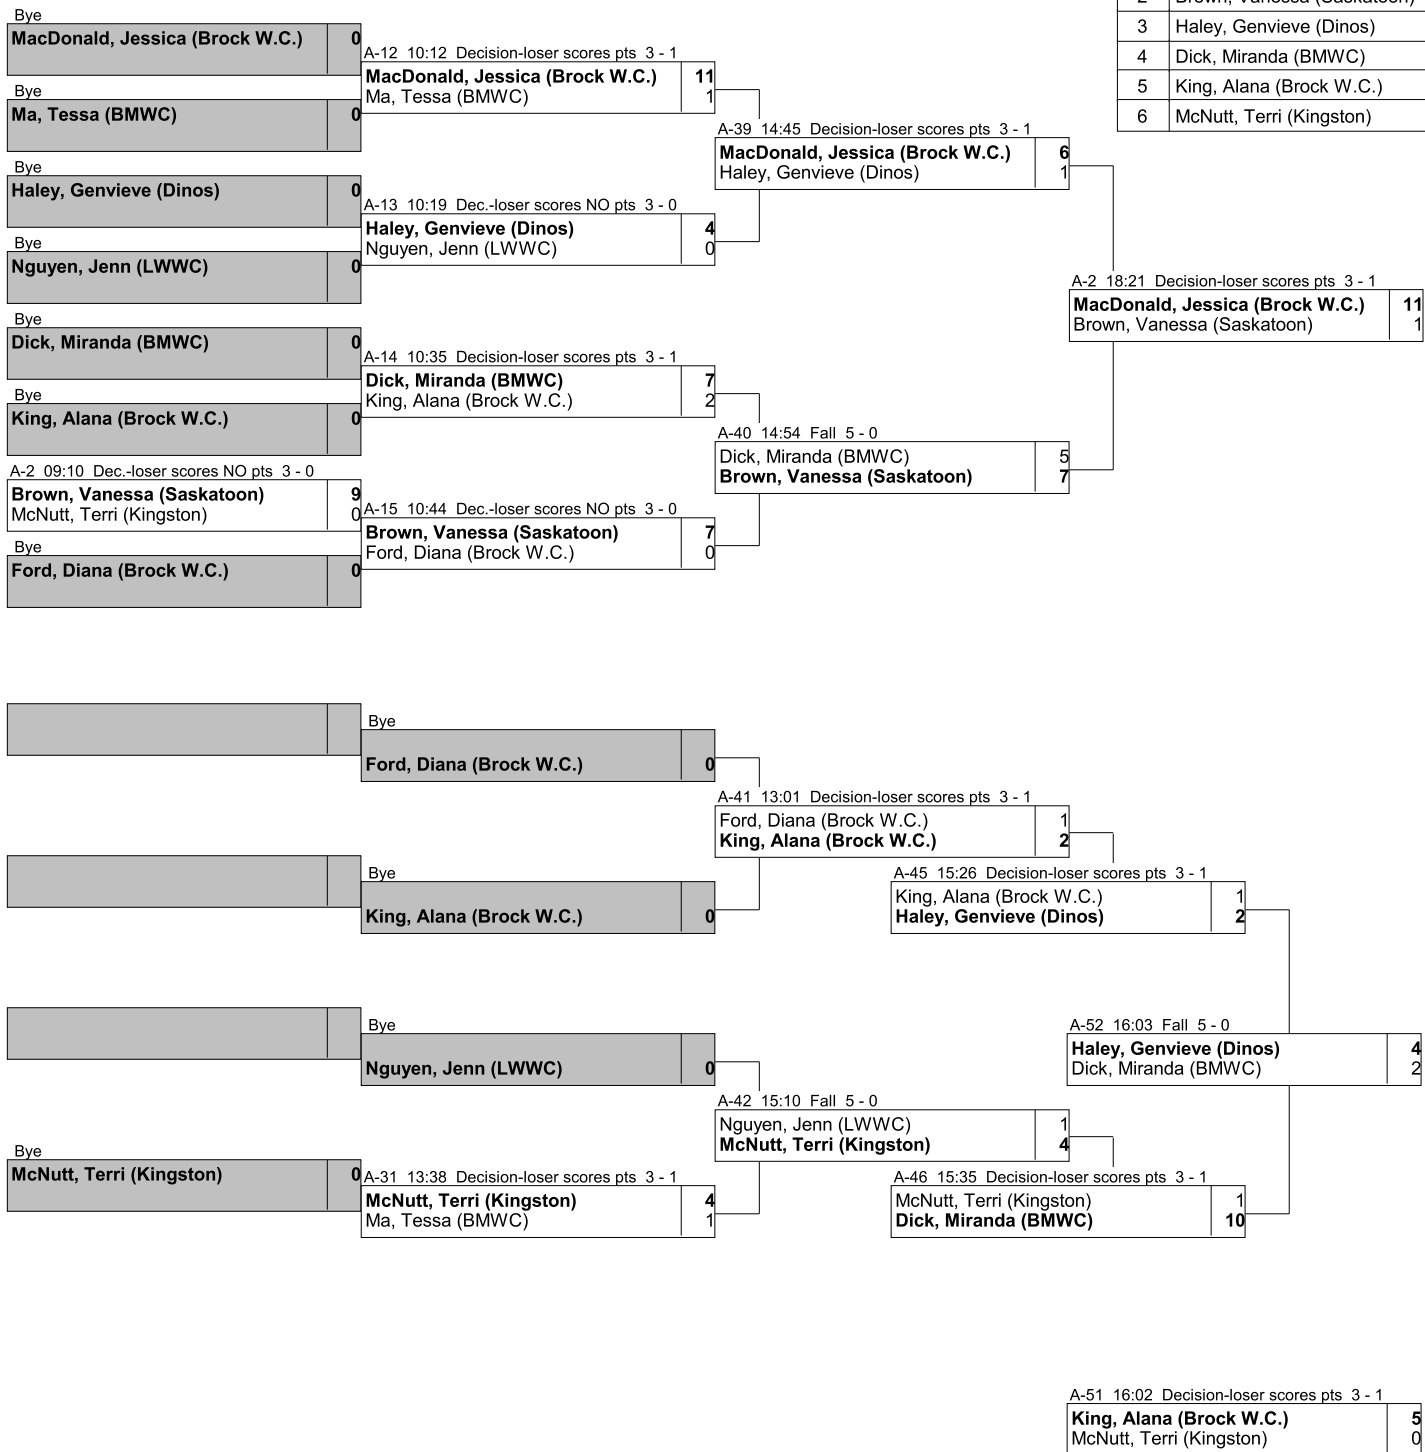 2 Brown, Vanessa (Saskatoon)
3 Haley, Genvieve (Dinos)
4 Dick, Miranda (BMWC)
5 King, Alana (Brock W.C.)
6 McNutt, Terri (Kingston)
Bye
MacDonald, Jessica (Brock W.C.) 0
Bye
Ma, Tessa (BMWC) 0
Bye
Haley, Genvieve (Dinos) 0
Bye
Nguyen, Jenn (LWWC) 0
Bye
Dick, Miranda (BMWC) 0
Bye
King, Alana (Brock W.C.) 0
A-2 09:10 Dec.-loser scores NO pts 3 - 0
Brown, Vanessa (Saskatoon) 9
McNutt, Terri (Kingston) 0
Bye
Ford, Diana (Brock W.C.) 0
A-12 10:12 Decision-loser scores pts 3 - 1
MacDonald, Jessica (Brock W.C.) 11
Ma, Tessa (BMWC) 1
A-13 10:19 Dec.-loser scores NO pts 3 - 0
Haley, Genvieve (Dinos) 4
Nguyen, Jenn (LWWC) 0
A-14 10:35 Decision-loser scores pts 3 - 1
Dick, Miranda (BMWC) 7
King, Alana (Brock W.C.) 2
A-15 10:44 Dec.-loser scores NO pts 3 - 0
Brown, Vanessa (Saskatoon) 7
Ford, Diana (Brock W.C.) 0
A-39 14:45 Decision-loser scores pts 3 - 1
MacDonald, Jessica (Brock W.C.) 6
Haley, Genvieve (Dinos) 1
A-40 14:54 Fall 5 - 0
Dick, Miranda (BMWC) 5
Brown, Vanessa (Saskatoon) 7
A-2 18:21 Decision-loser scores pts 3 - 1
MacDonald, Jessica (Brock W.C.) 11
Brown, Vanessa (Saskatoon) 1
Bye
Ford, Diana (Brock W.C.) 0
Bye
King, Alana (Brock W.C.) 0
Bye
Nguyen, Jenn (LWWC) 0
Bye
McNutt, Terri (Kingston) 0
A-31 13:38 Decision-loser scores pts 3 - 1
McNutt, Terri (Kingston) 4
Ma, Tessa (BMWC) 1
A-41 13:01 Decision-loser scores pts 3 - 1
Ford, Diana (Brock W.C.) 1
King, Alana (Brock W.C.) 2
A-42 15:10 Fall 5 - 0
Nguyen, Jenn (LWWC) 1
McNutt, Terri (Kingston) 4
A-45 15:26 Decision-loser scores pts 3 - 1
King, Alana (Brock W.C.) 1
Haley, Genvieve (Dinos) 2
A-46 15:35 Decision-loser scores pts 3 - 1
McNutt, Terri (Kingston) 1
Dick, Miranda (BMWC) 10
A-52 16:03 Fall 5 - 0
Haley, Genvieve (Dinos) 4
Dick, Miranda (BMWC) 2
A-51 16:02 Decision-loser scores pts 3 - 1
King, Alana (Brock W.C.) 5
McNutt, Terri (Kingston) 0